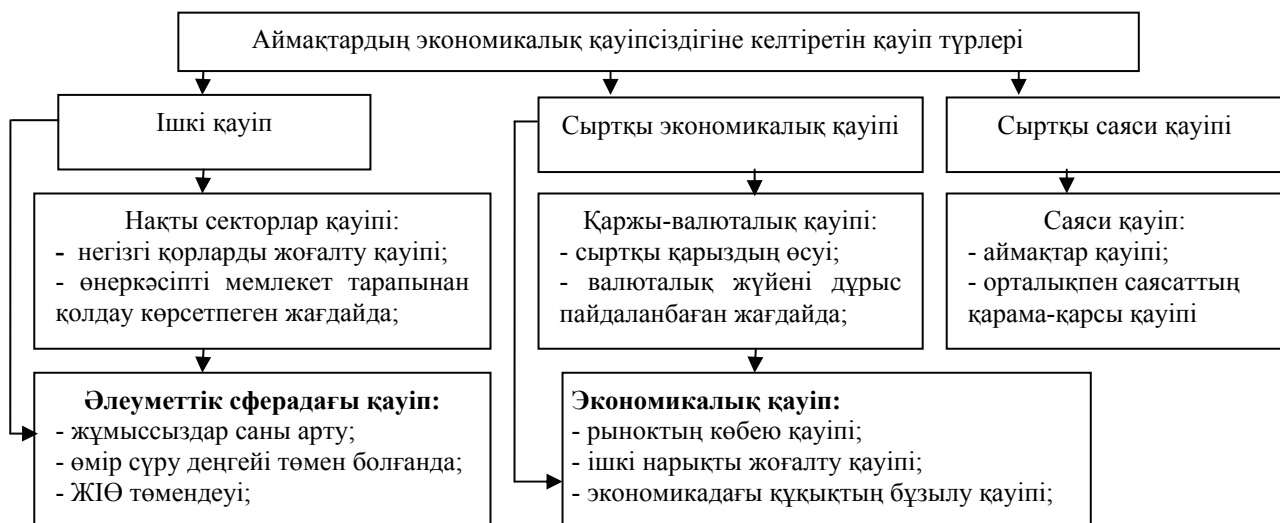 Аймақтардың экономикалық қауіпсіздігіне келтіретін қауіп түрлері
Ішкі қауіп
Сыртқы экономикалық қауіпі
Сыртқы саяси қауіпі
Нақты секторлар қауіпі:
- негізгі қорларды жоғалту қауіпі;
- өнеркәсіпті мемлекет тарапынан
қолдау көрсетпеген жағдайда;
Қаржы-валюталық қауіпі:
- сыртқы қарыздың өсуі;
- валюталық жүйені дұрыс
пайдаланбаған жағдайда;
Саяси қауіп:
- аймақтар қауіпі;
- орталықпен саясаттың
қарама-қарсы қауіпі
Әлеуметтік сферадағы қауіп:
- жұмыссыздар саны арту;
- өмір сүру деңгейі төмен болғанда;
- ЖІӨ төмендеуі;
Экономикалық қауіп:
- рыноктың көбею қауіпі;
- ішкі нарықты жоғалту қауіпі;
- экономикадағы құқықтың бұзылу қауіпі;